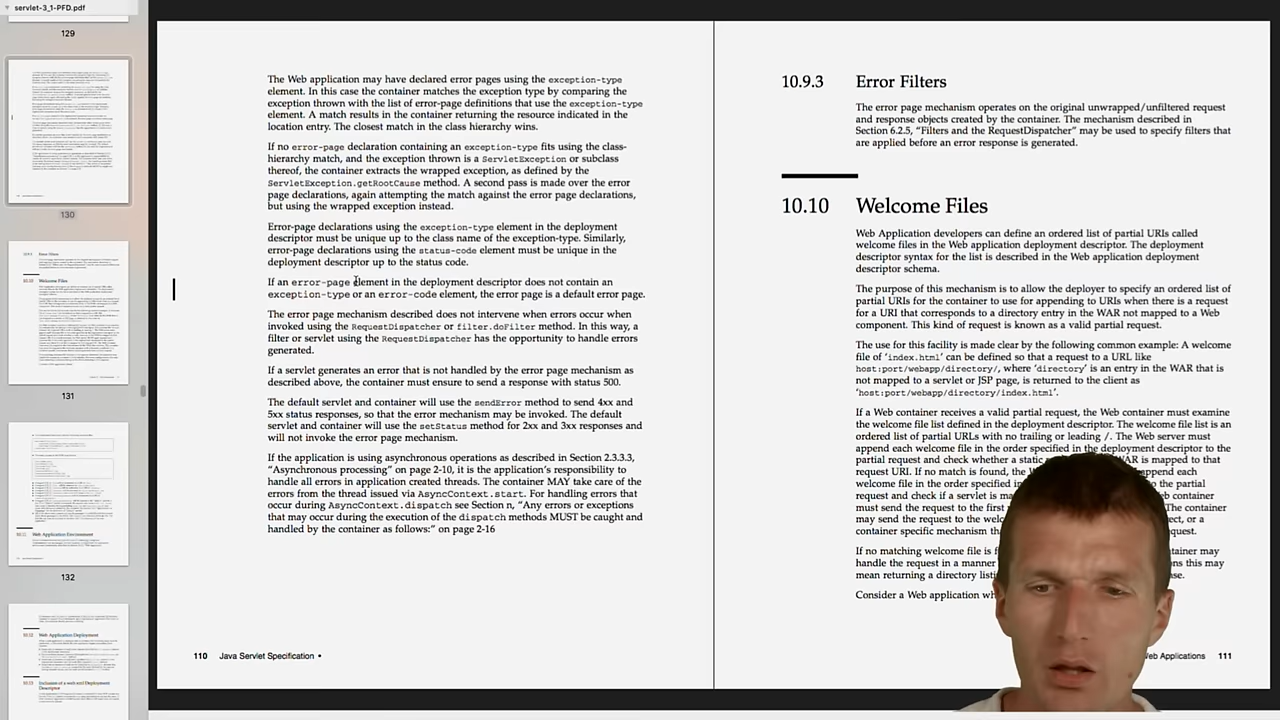 servlet-3_1-PFD.pdf
129
130
131
132
The Web application may have declared error pages using the exception-type
element. In this case the container matches the exception type by comparing the
exception thrown with the list of error-page definitions that use the exception-type
element. A match results in the container returning the resource indicated in the
location entry. The closest match in the class hierarchy wins.
If no error-page declaration containing an exception-type fits using the class-
hierarchy match, and the exception thrown is a ServletException or subclass
thereof, the container extracts the wrapped exception, as defined by the
ServletException.getRootCause method. A second pass is made over the error
page declarations, again attempting the match against the error page declarations,
but using the wrapped exception instead.
Error-page declarations using the exception-type element in the deployment
descriptor must be unique up to the class name of the exception-type. Similarly,
error-page declarations using the status-code element must be unique in the
deployment descriptor up to the status code.
If an error-page element in the deployment descriptor does not contain an
exception-type or an error-code element, the error page is a default error page.
The error page mechanism described does not intervene when errors occur when
invoked using the RequestDispatcher or filter.doFilter method. In this way, a
filter or servlet using the RequestDispatcher has the opportunity to handle errors
generated.
If a servlet generates an error that is not handled by the error page mechanism as
described above, the container must ensure to send a response with status 500.
The default servlet and container will use the sendError method to send 4xx and
5xx status responses, so that the error mechanism may be invoked. The default
servlet and container will use the setStatus method for 2xx and 3xx responses and
will not invoke the error page mechanism.
If the application is using asynchronous operations as described in Section 2.3.3.3,
“Asynchronous processing” on page 2-10, it is the application’s responsibility to
handle all errors in application created threads. The container MAY take care of the
errors from the thread issued via AsyncContext.start. For handling errors that
occur during AsyncContext.dispatch see Section n, “Any errors or exceptions
that may occur during the execution of the dispatch methods MUST be caught and
handled by the container as follows:” on page 2-16
110 Java Servlet Specification •
10.9.3 Error Filters
The error page mechanism operates on the original unwrapped/unfiltered request
and response objects created by the container. The mechanism described in
Section 6.2.5, “Filters and the RequestDispatcher” may be used to specify filters that
are applied before an error response is generated.
10.10 Welcome Files
Web Application developers can define an ordered list of partial URIs called
welcome files in the Web application deployment descriptor. The deployment
descriptor syntax for the list is described in the Web application deployment
descriptor schema.
The purpose of this mechanism is to allow the deployer to specify an ordered list of
partial URIs for the container to use for appending to URIs when there is a request
for a URI that corresponds to a directory entry in the WAR not mapped to a Web
component. This kind of request is known as a valid partial request.
The use for this facility is made clear by the following common example: A welcome
file of ‘index.html’ can be defined so that a request to a URL like
host:port/webapp/directory/, where ‘directory’ is an entry in the WAR that is
not mapped to a servlet or JSP page, is returned to the client as
‘host:port/webapp/directory/index.html’.
If a Web container receives a valid partial request, the Web container must examine
the welcome file list defined in the deployment descriptor. The welcome file list is an
ordered list of partial URLs with no trailing or leading /. The Web server must
append each welcome file in the order specified in the deployment descriptor to the
partial request and check whether a static WAR is mapped to that
request URI. If no match is found, the append each
welcome file in the order specified in
partial request and check if a servlet is container
must send the request to the first The container
may send the request to the
container specific mechanism
If no matching welcome file is may
handle the request in a manner this may
mean returning a directory
Consider a Web application
Web Applications 111